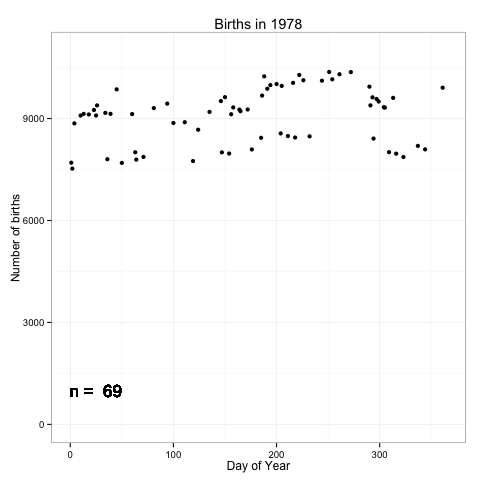 Births in 1978
Number of births
9000
6000
3000
0
n = 69
0 100 200 300
Day of Year